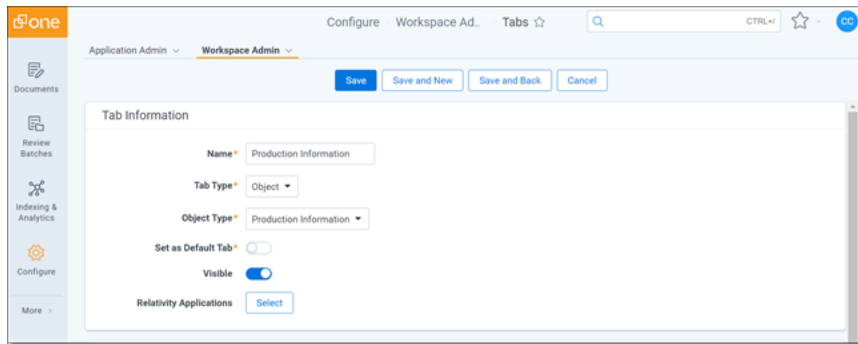 one
Configure Workspace Ad.. Tabs
CTRL+/
CC
Application Admin Workspace Admin
Documents
Review
Batches
Indexing &
Analytics
Configure
More >
Save Save and New Save and Back Cancel
Tab Information
Name* Production Information
Tab Type* Object
Object Type* Production Information
Set as Default Tab*
Visible
Relativity Applications Select